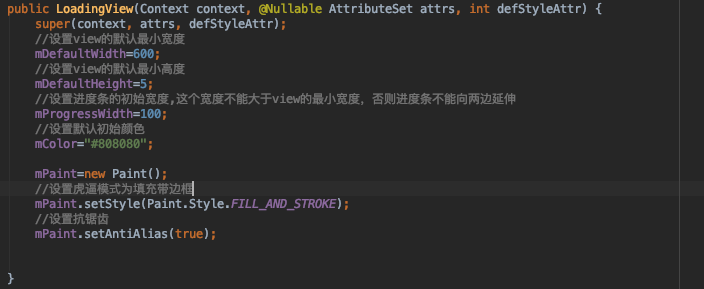 public LoadingView(Context context, @Nullable AttributeSet attrs, int defStyleAttr) {
super(context, attrs, defStyleAttr);
//设置view的默认最小宽度
mDefaultWidth=600;
//设置view的默认最小高度
mDefaultHeight=5;
//设置进度条的初始宽度,这个宽度不能大于view的最小宽度，否则进度条不能向两边延伸
mProgressWidth=100;
//设置默认初始颜色
mColor="#808080";
mPaint=new Paint();
//设置虎逼模式为填充带边框
mPaint.setStyle(Paint.Style.FILL_AND_STROKE);
//设置抗锯齿
mPaint.setAntiAlias(true);
}